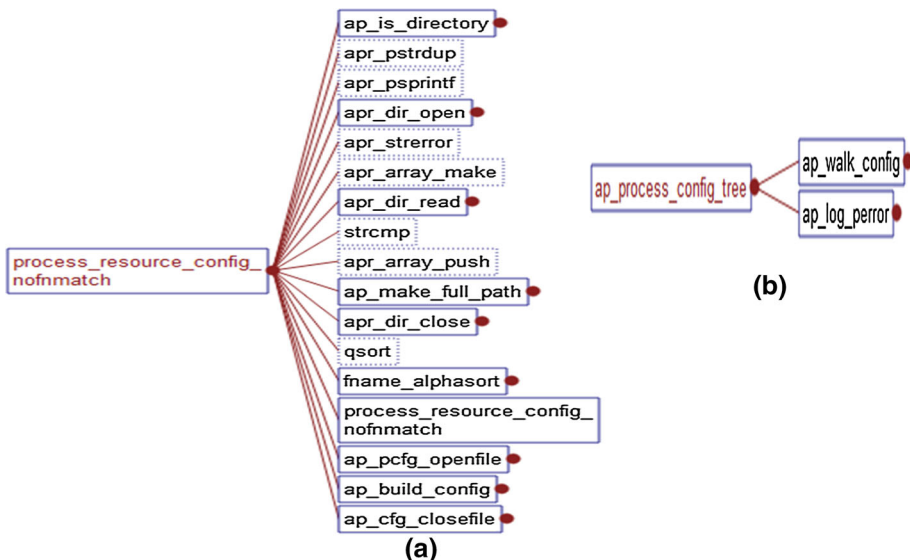 ap_is_directory
apr_pstrdup
apr_psprintf
apr_dir_open
apr_strerror
apr_array_make
apr_dir_read
strcmp
apr_array_push
process_resource_config_
nofnmatch
ap_make_full_path
apr_dir_close
qsort
fname_alphasort
process_resource_config_
nofnmatch
ap_pcfg_openfile
ap_build_config
ap_cfg_closefile
(a)
ap_process_config_tree
ap_walk_config
ap_log_perror
(b)